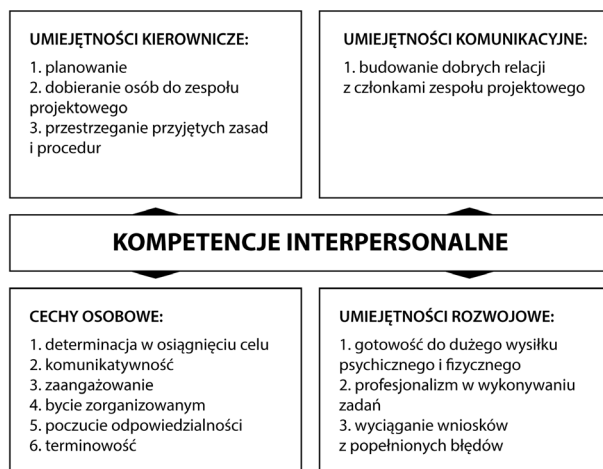 UMIEJĘTNOŚCI KIEROWNICZE:
1. planowanie
2. dobieranie osób do zespołu
projektowego
3. przestrzeganie przyjętych zasad
i procedur
UMIEJĘTNOŚCI KOMUNIKACYJNE:
1. budowanie dobrych relacji
z członkami zespołu projektowego
KOMPETENCJE INTERPERSONALNE
CECHY OSOBOWE:
1. determinacja w osiągnięciu celu
2. komunikatywność
3. zaangażowanie
4. bycie zorganizowanym
5. poczucie odpowiedzialności
6. terminowość
UMIEJĘTNOŚCI ROZWOJOWE:
1. gotowość do dużego wysiłku
psychicznego i fizycznego
2. profesjonalizm w wykonywaniu
zadań
3. wyciąganie wniosków
z popełnionych błędów